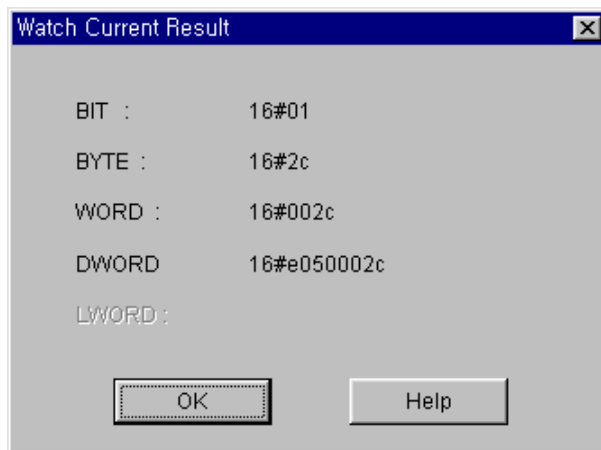 Watch Current Result
BIT : 16#01
BYTE : 16#2c
WORD : 16#002c
DWORD 16#e050002c
LWORD :
OK Help